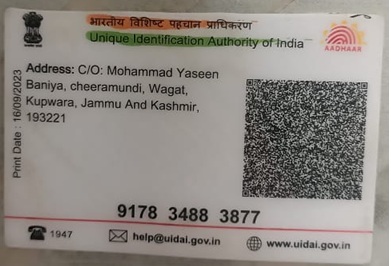 भारतीय विशिष्ट पहचान प्राधिकरण
Unique Identification Authority of India
AADHAAR
Address: C/O: Mohammad Yaseen
Baniya, cheeramundi, Wagat,
Kupwara, Jammu And Kashmir,
193221
Print Date : 16/09/2023
9178 3488 3877
1947
help@uidai.gov.in
www.uidai.gov.in